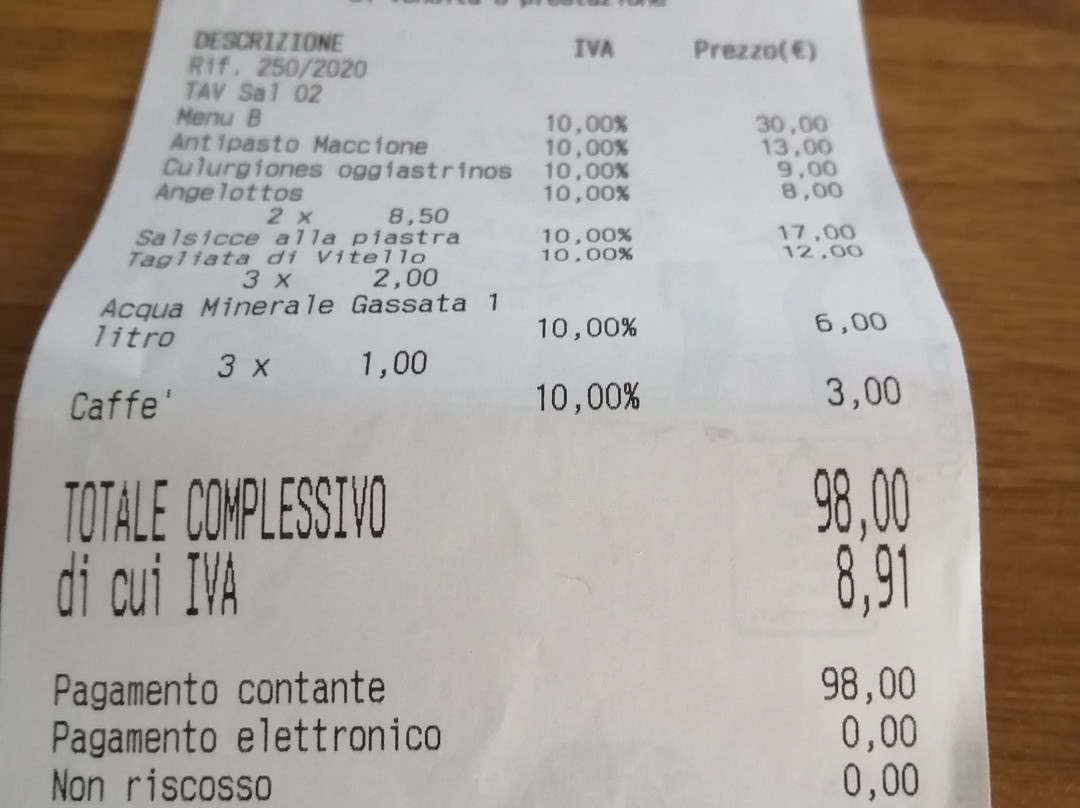 di vendita o prestazione
DESCRIZIONE IVA Prezzo(€)
Rif. 250/2020
TAV Sal 02
Menu B 10,00% 30,00
Antipasto Maccione 10,00% 13,00
Culurgiones oggiastrinos 10,00% 9,00
Angelottos 10,00% 8,00
2 x 8,50
Salsicce alla piastra 10,00% 17,00
Tagliata di Vitello 10,00% 12,00
3 x 2,00
Acqua Minerale Gassata 1
litro 10,00% 6,00
3 x 1,00
Caffe' 10,00% 3,00
TOTALE COMPLESSIVO 98,00
di cui IVA 8,91
Pagamento contante 98,00
Pagamento elettronico 0,00
Non riscosso 0,00